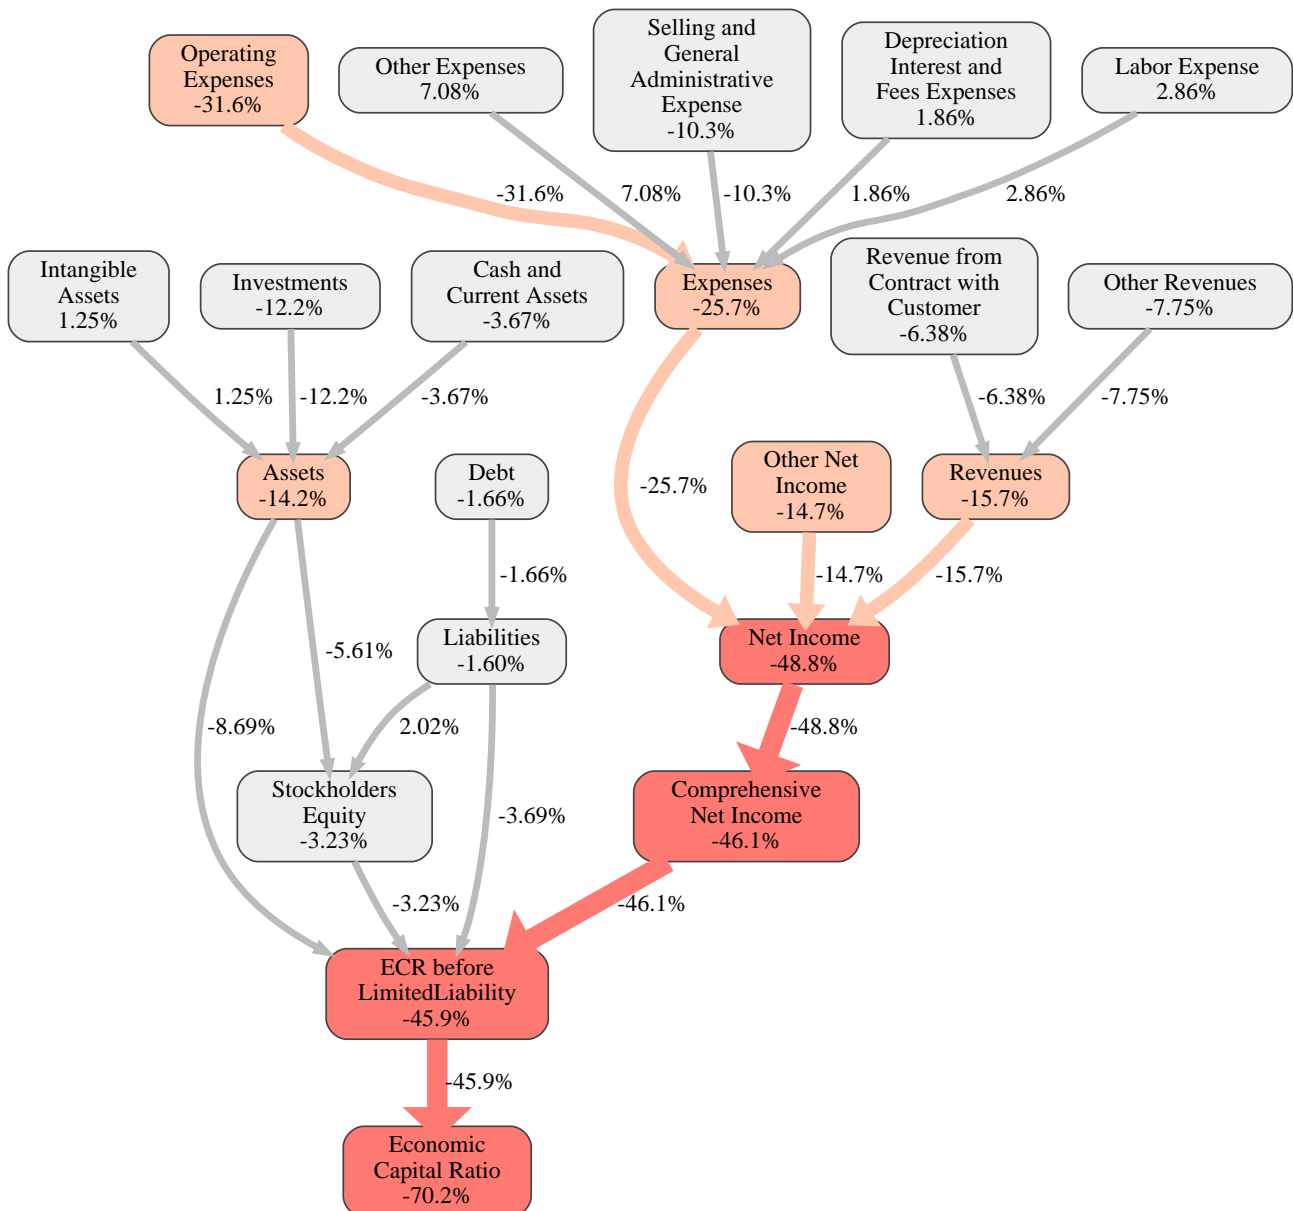 Operating
Expenses
-31.6%
Other Expenses
7.08%
Selling and
General
Administrative
Expense
-10.3%
Depreciation
Interest and
Fees Expenses
1.86%
Labor Expense
2.86%
-31.6%
7.08%
-10.3%
1.86%
2.86%
Intangible
Assets
1.25%
Investments
-12.2%
Cash and
Current Assets
-3.67%
Expenses
-25.7%
Revenue from
Contract with
Customer
-6.38%
Other Revenues
-7.75%
1.25%
-12.2%
-3.67%
-6.38%
-7.75%
Assets
-14.2%
Debt
-1.66%
-25.7%
Other Net
Income
-14.7%
Revenues
-15.7%
-1.66%
-14.7%
-15.7%
Liabilities
-1.60%
Net Income
-48.8%
-5.61%
-8.69%
2.02%
-48.8%
Stockholders
Equity
-3.23%
-3.69%
Comprehensive
Net Income
-46.1%
-3.23%
-46.1%
ECR before
LimitedLiability
-45.9%
-45.9%
Economic
Capital Ratio
-70.2%